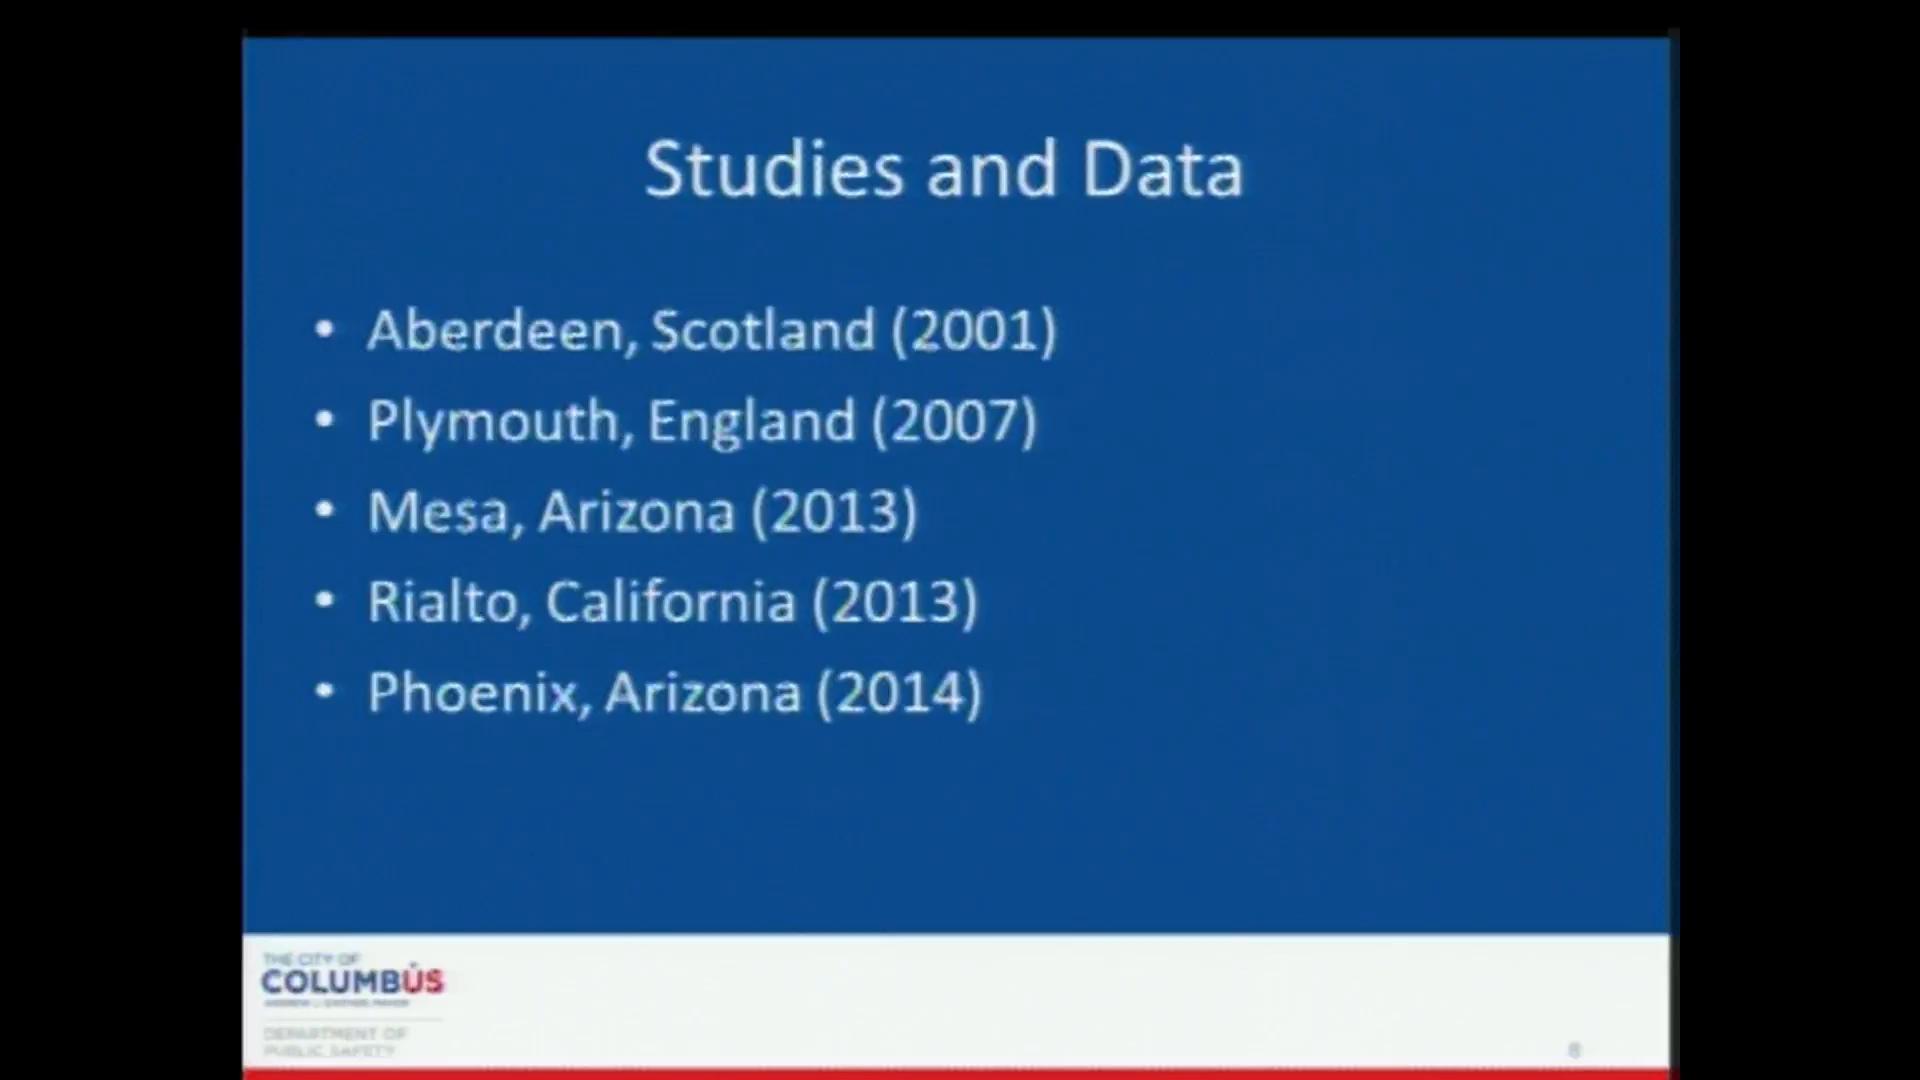 Studies and Data
• Aberdeen, Scotland (2001)
• Plymouth, England (2007)
• Mesa, Arizona (2013)
• Rialto, California (2013)
• Phoenix, Arizona (2014)
THE CITY OF
COLUMBUS
DEPARTMENT OF
PUBLIC SAFETY
8